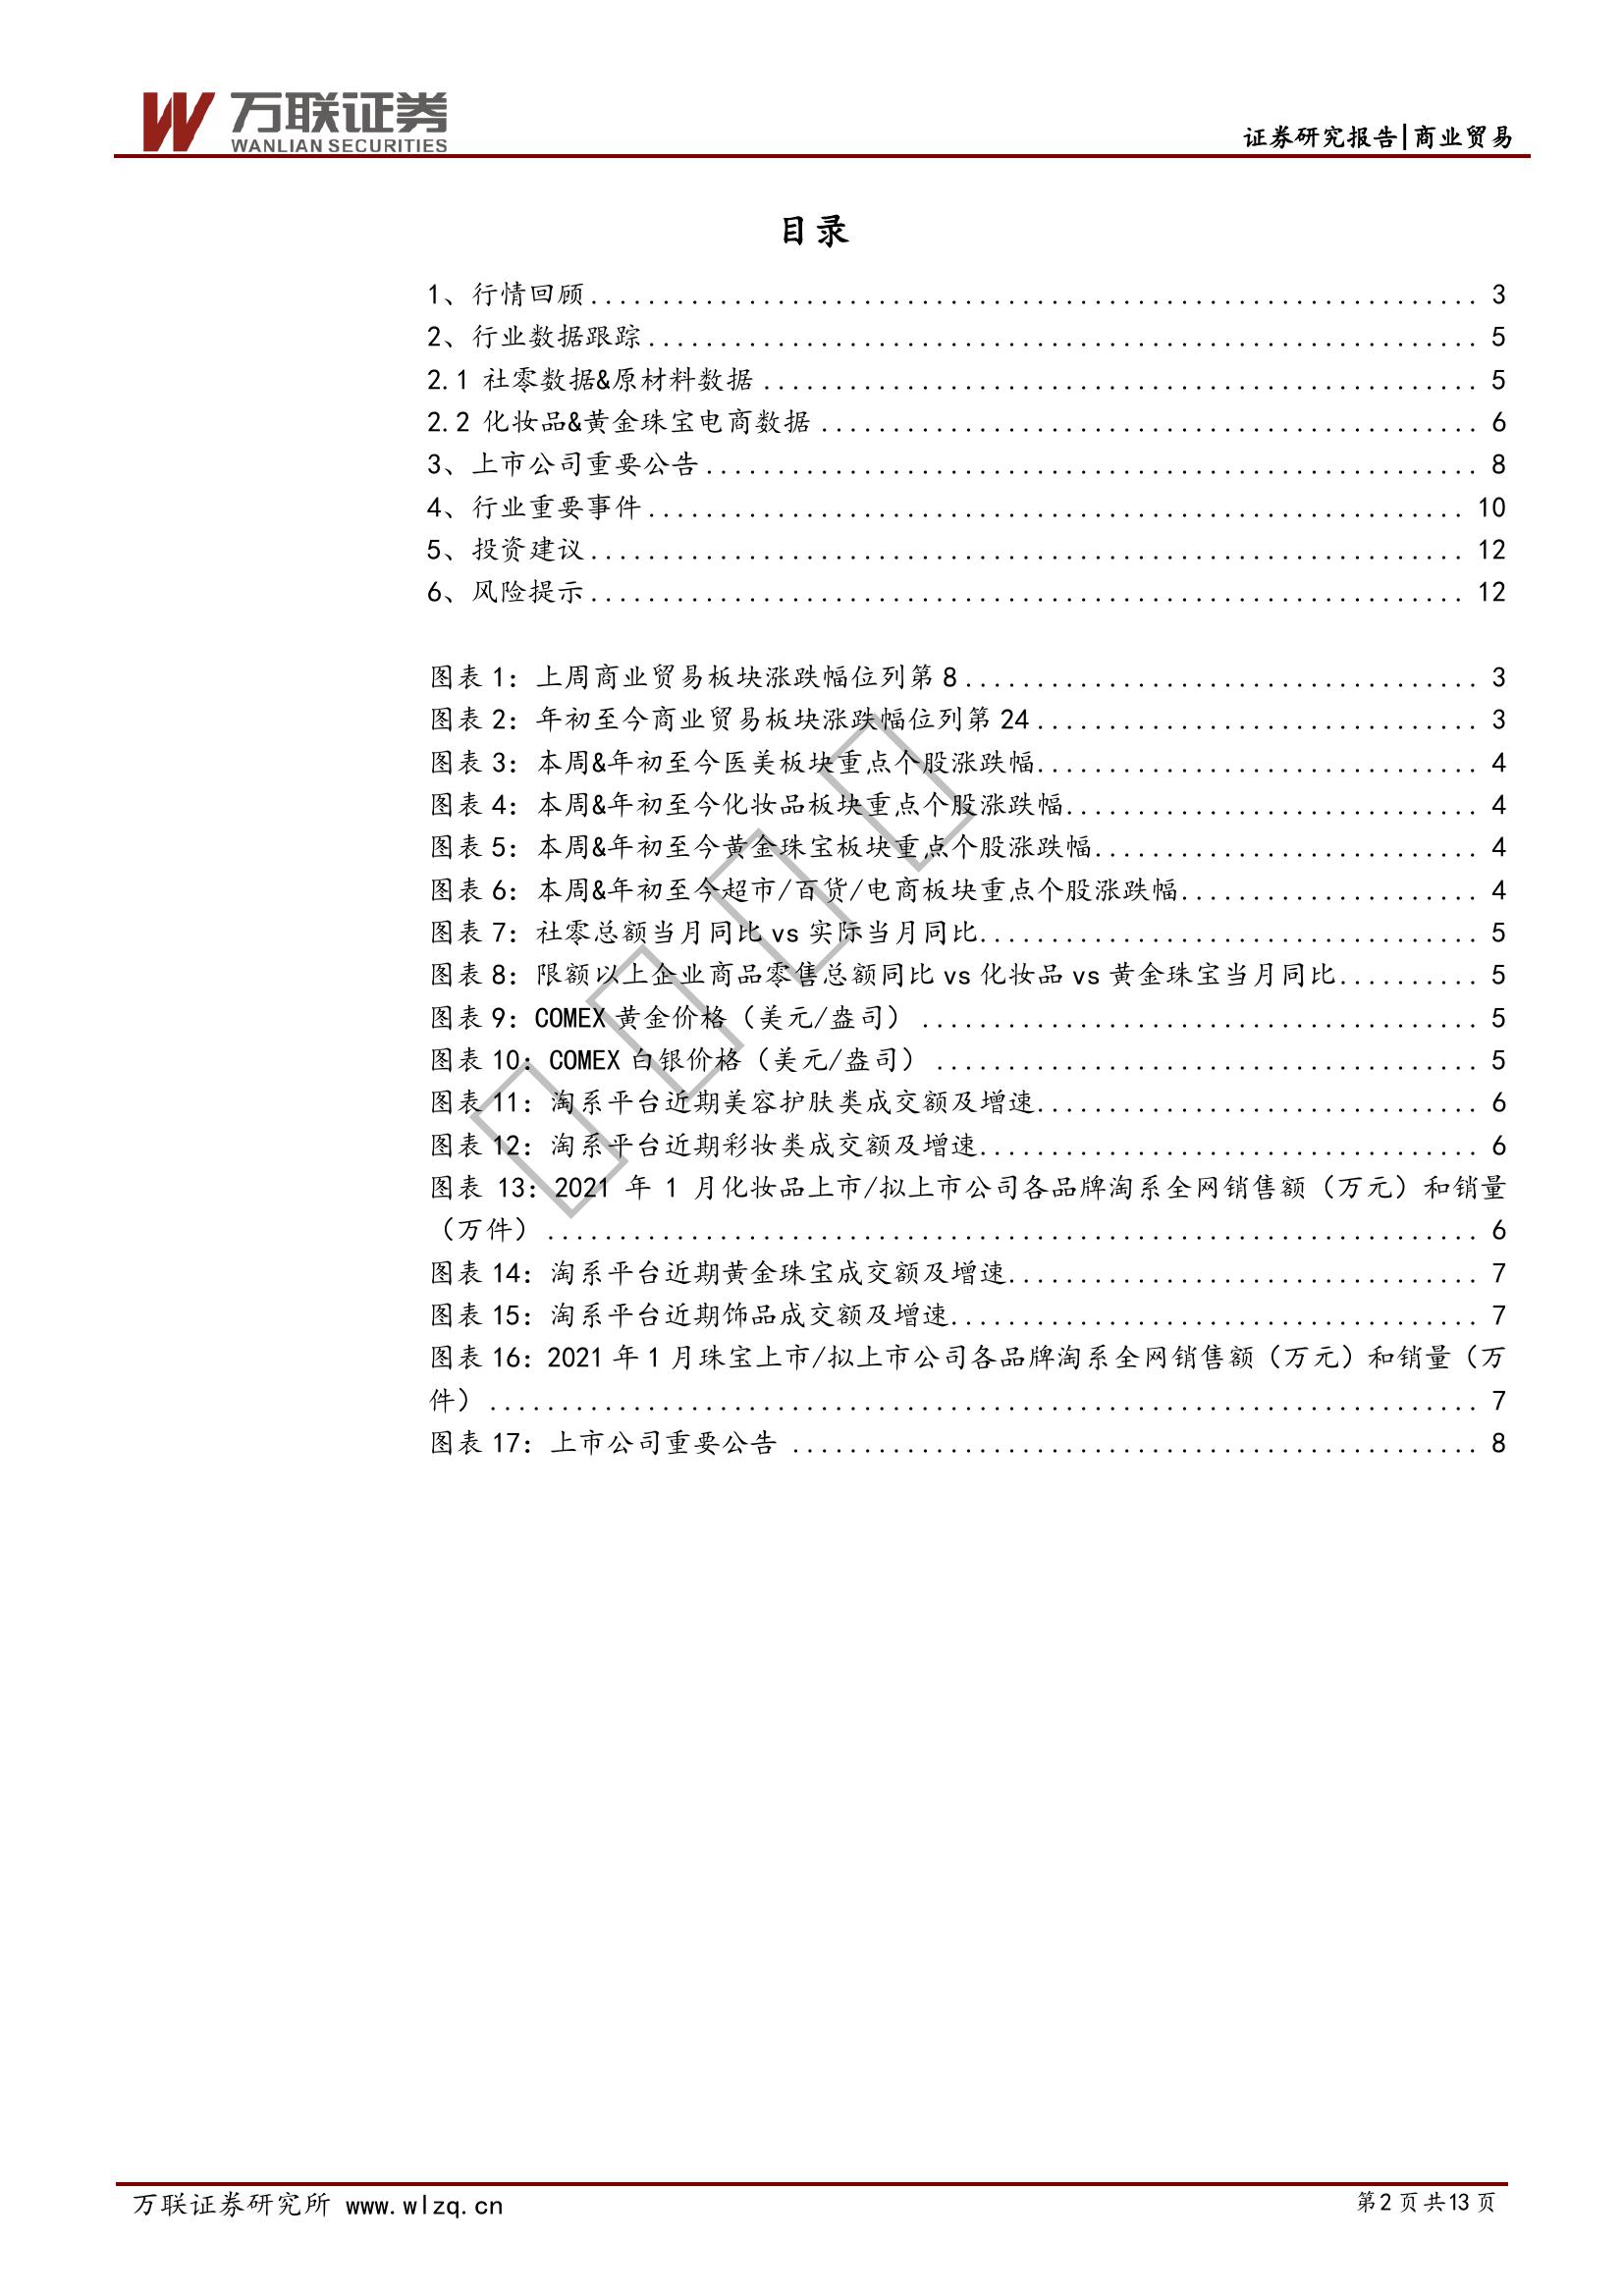 万联证券
WANLIAN SECURITIES
证券研究报告|商业贸易
目录
1、行情回顾.............................................................. 3
2、行业数据跟踪.......................................................... 5
2.1 社零数据&原材料数据.................................................. 5
2.2 化妆品&黄金珠宝电商数据.............................................. 6
3、上市公司重要公告...................................................... 8
4、行业重要事件......................................................... 10
5、投资建议............................................................. 12
6、风险提示............................................................. 12
图表 1：上周商业贸易板块涨跌幅位列第 8.................................... 3
图表 2：年初至今商业贸易板块涨跌幅位列第 24............................... 3
图表 3：本周&年初至今医美板块重点个股涨跌幅............................... 4
图表 4：本周&年初至今化妆品板块重点个股涨跌幅............................. 4
图表 5：本周&年初至今黄金珠宝板块重点个股涨跌幅........................... 4
图表 6：本周&年初至今超市/百货/电商板块重点个股涨跌幅..................... 4
图表 7：社零总额当月同比 vs 实际当月同比................................... 5
图表 8：限额以上企业商品零售总额同比 vs 化妆品 vs 黄金珠宝当月同比.......... 5
图表 9：COMEX 黄金价格（美元/盎司）....................................... 5
图表 10：COMEX 白银价格（美元/盎司）...................................... 5
图表 11：淘系平台近期美容护肤类成交额及增速............................... 6
图表 12：淘系平台近期彩妆类成交额及增速................................... 6
图表 13：2021 年 1 月化妆品上市/拟上市公司各品牌淘系全网销售额（万元）和销量
（万件）................................................................. 6
图表 14：淘系平台近期黄金珠宝成交额及增速................................. 7
图表 15：淘系平台近期饰品成交额及增速..................................... 7
图表 16：2021 年 1 月珠宝上市/拟上市公司各品牌淘系全网销售额（万元）和销量（万
件）..................................................................... 7
图表 17：上市公司重要公告................................................ 8
万联证券研究所 www.wlzq.cn
第2 页 共13 页